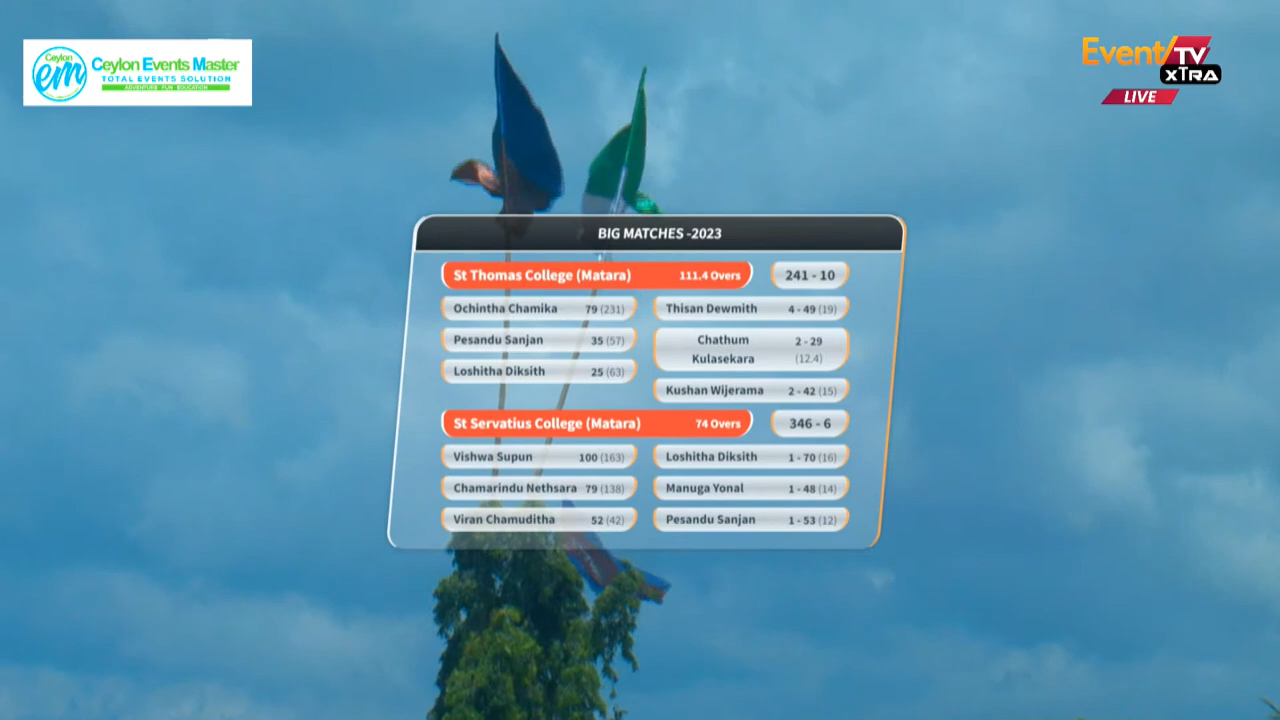 Ceylon
em
Ceylon Events Master
TOTAL EVENTS SOLUTION
ADVENTURE FUN EDUCATION
Event TV
XTRA
LIVE
BIG MATCHES -2023
St Thomas College (Matara) 111.4 Overs 241 - 10
Ochintha Chamika 79 (231) Thisan Dewmith 4 - 49 (19)
Pesandu Sanjan 35 (57) Chathum 2 - 29
Kulasekara (12.4)
Loshitha Diksith 25 (63)
Kushan Wijerama 2 - 42 (15)
St Servatius College (Matara) 74 Overs 346 - 6
Vishwa Supun 100 (163) Loshitha Diksith 1 - 70 (16)
Chamarindu Nethsara 79 (138) Manuga Yonal 1 - 48 (14)
Viran Chamuditha 52 (42) Pesandu Sanjan 1 - 53 (12)